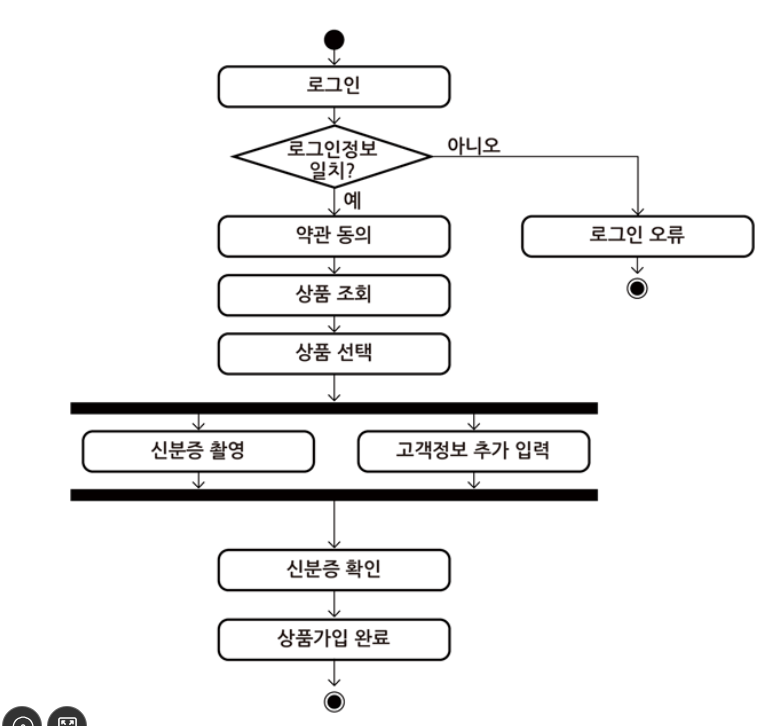 로그인
로그인정보
일치?
아니오
예
약관 동의
로그인 오류
상품 조회
상품 선택
신분증 촬영
고객정보 추가 입력
신분증 확인
상품가입 완료